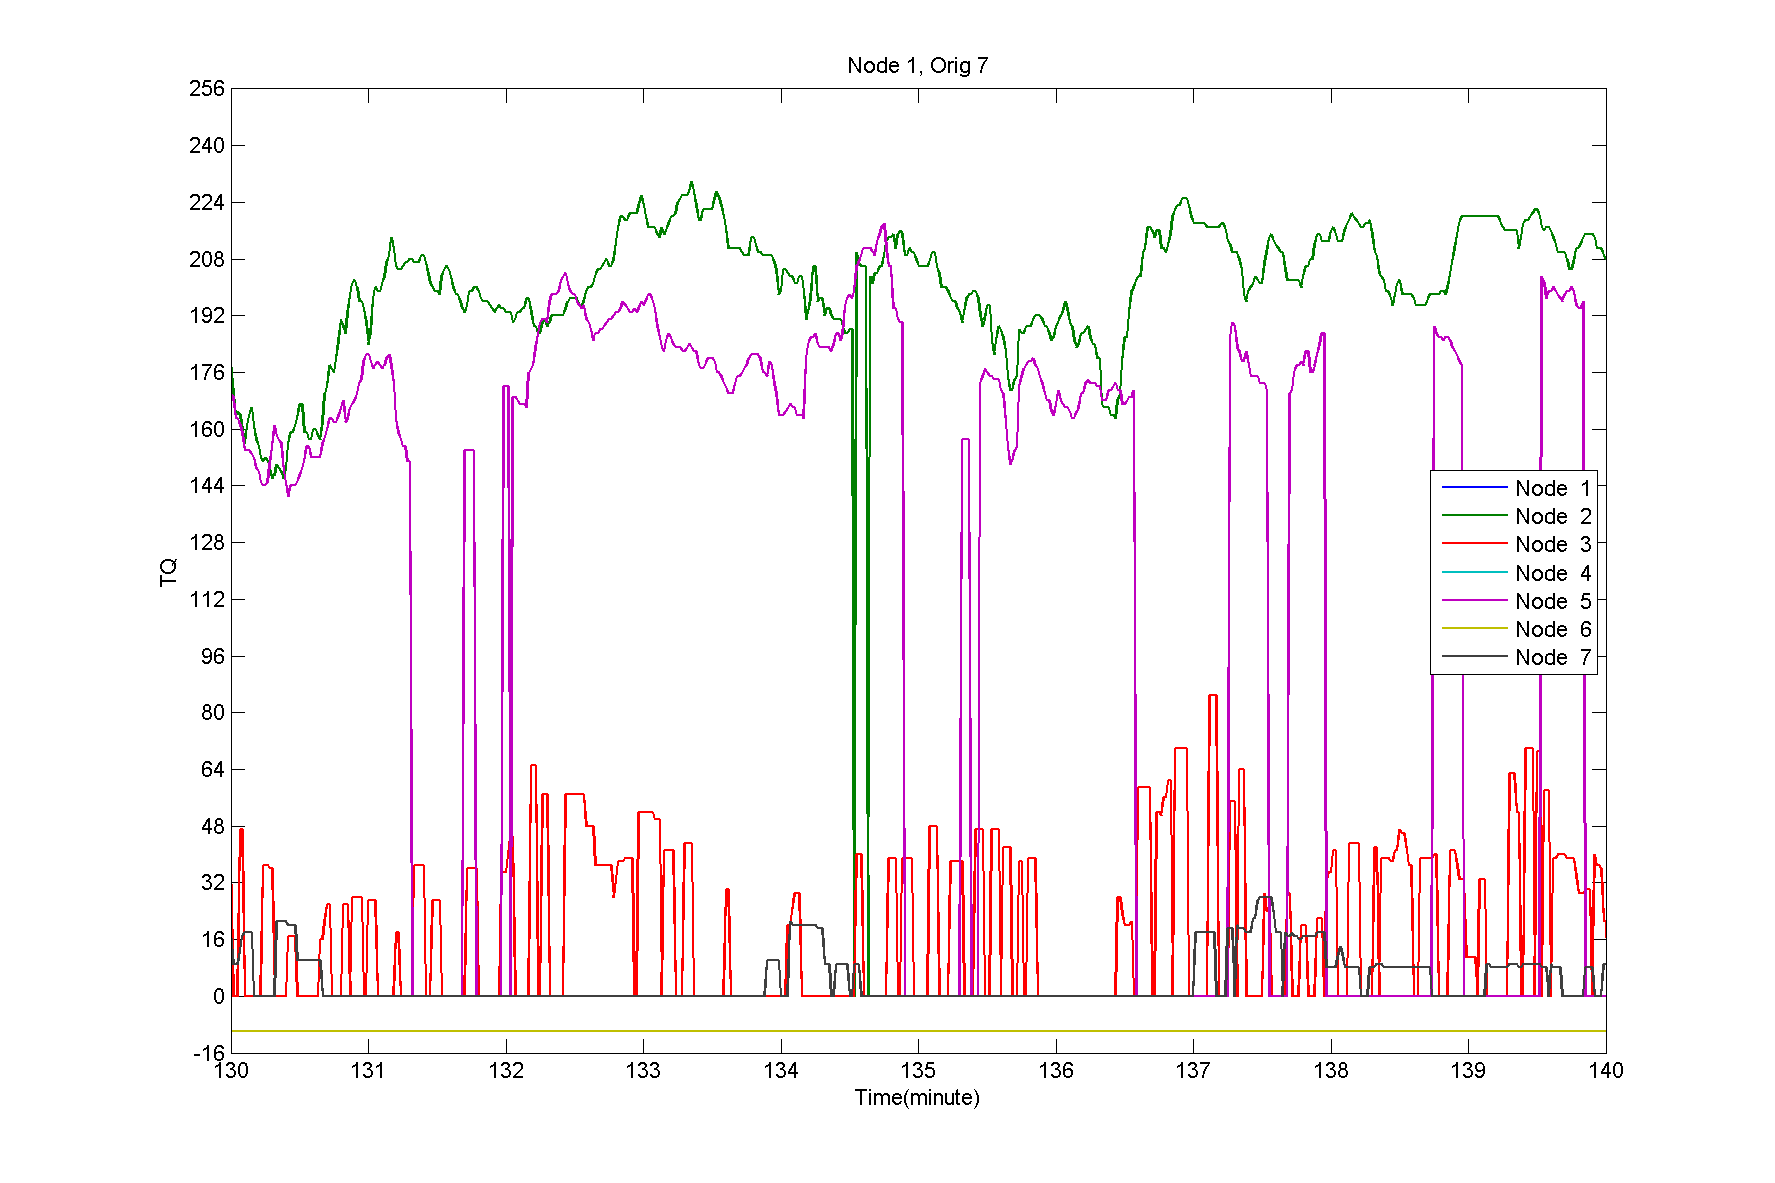 Node 1, Orig 7
256
240
224
208
192
176
160
144
128
112
96
80
64
48
32
16
0
-16
TQ
Node 1
Node 2
Node 3
Node 4
Node 5
Node 6
Node 7
130 131 132 133 134 135 136 137 138 139 140
Time(minute)